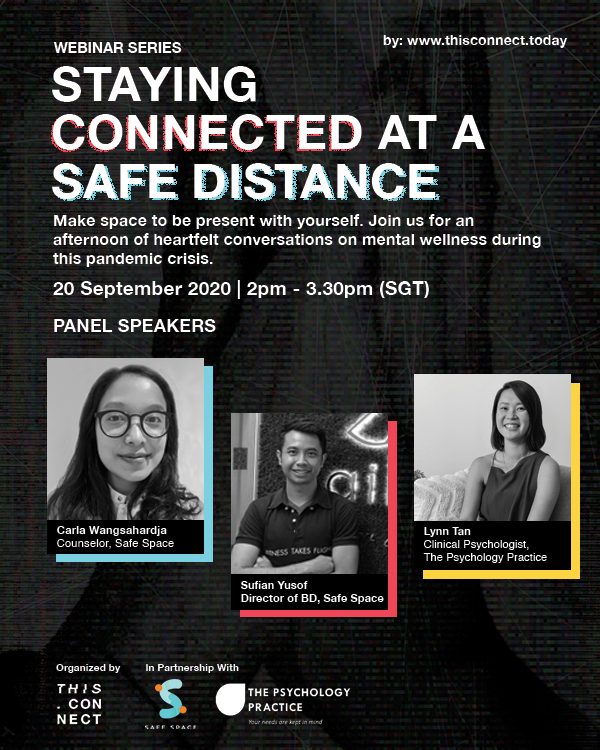 by: www.thisconnect.today
WEBINAR SERIES
STAYING
CONNECTED AT A
SAFE DISTANCE
Make space to be present with yourself. Join us for an
afternoon of heartfelt conversations on mental wellness during
this pandemic crisis.
20 September 2020 | 2pm - 3.30pm (SGT)
PANEL SPEAKERS
Carla Wangsahardja
Counselor, Safe Space
FITNESS TAKES FLIGHT
Sufian Yusof
Director of BD, Safe Space
Lynn Tan
Clinical Psychologist,
The Psychology Practice
Organized by
THIS
. CON
NECT
In Partnership With
SAFE SPACE
THE PSYCHOLOGY
PRACTICE
Your needs are kept in mind